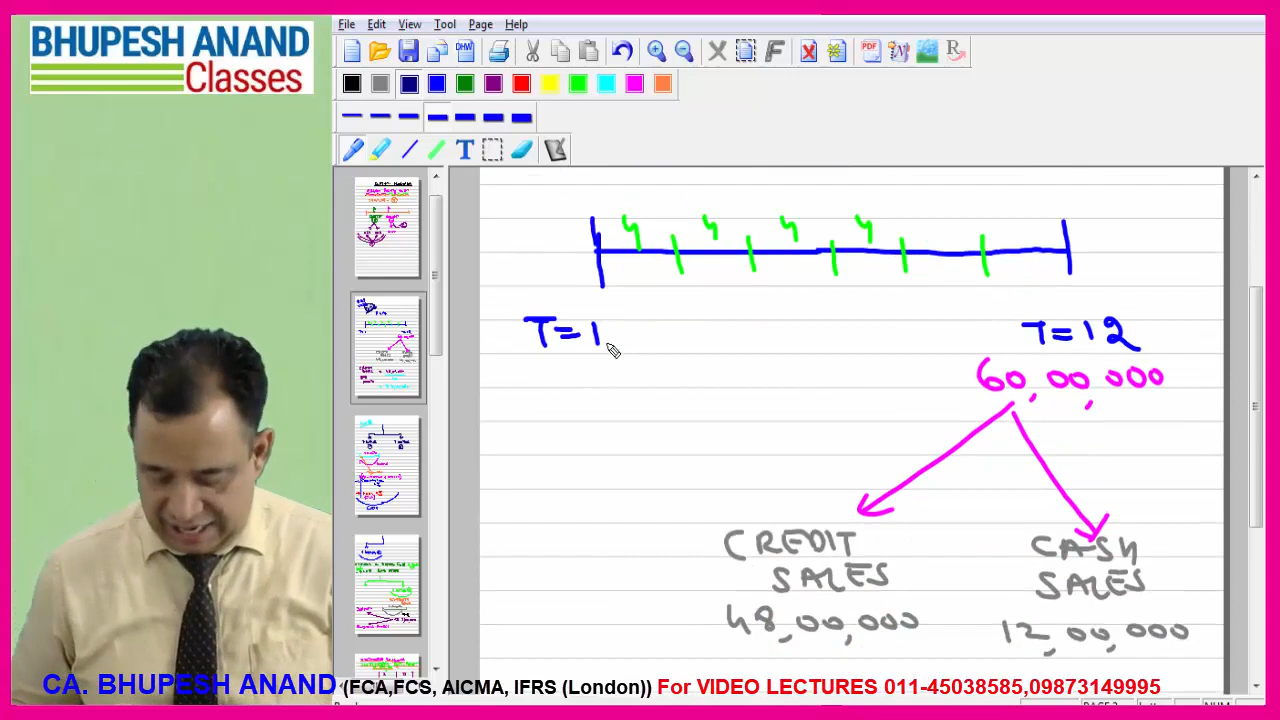 BHUPESH ANAND
Classes
File Edit View Tool Page Help
DHW PDF
T
4 4 4 4
T=1 T=12
60,00,000
CREDIT SALES
48,00,000
CASH SALES
12,00,000
CA. BHUPESH ANAND (FCA,FCS, AICMA, IFRS (London)) For VIDEO LECTURES 011-45038585,09873149995